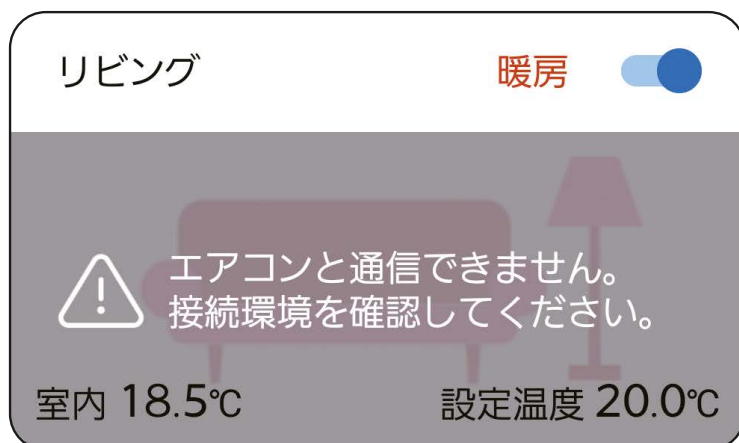 リビング 暖房
エアコンと通信できません。
接続環境を確認してください。
室内 18.5℃ 設定温度 20.0℃